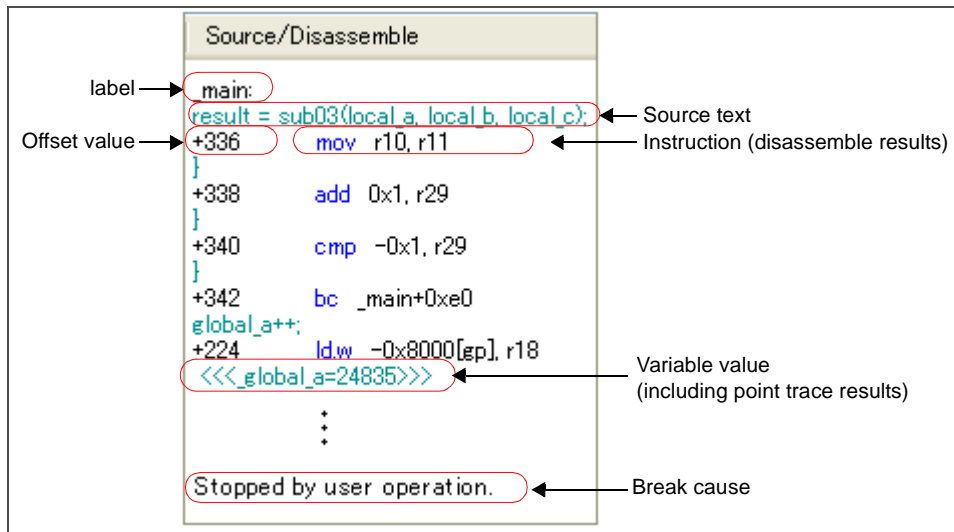 Source/Disassemble
label
_main:
result = sub03(local_a, local_b, local_c);
Source text
Offset value
+336 mov r10, r11
Instruction (disassemble results)
}
+338 add 0x1, r29
}
+340 cmp -0x1, r29
}
+342 bc _main+0xe0
global_a++;
+224 ld.w -0x8000[gp], r18
<<<_global_a=24835>>>
Variable value
(including point trace results)
Stopped by user operation.
Break cause